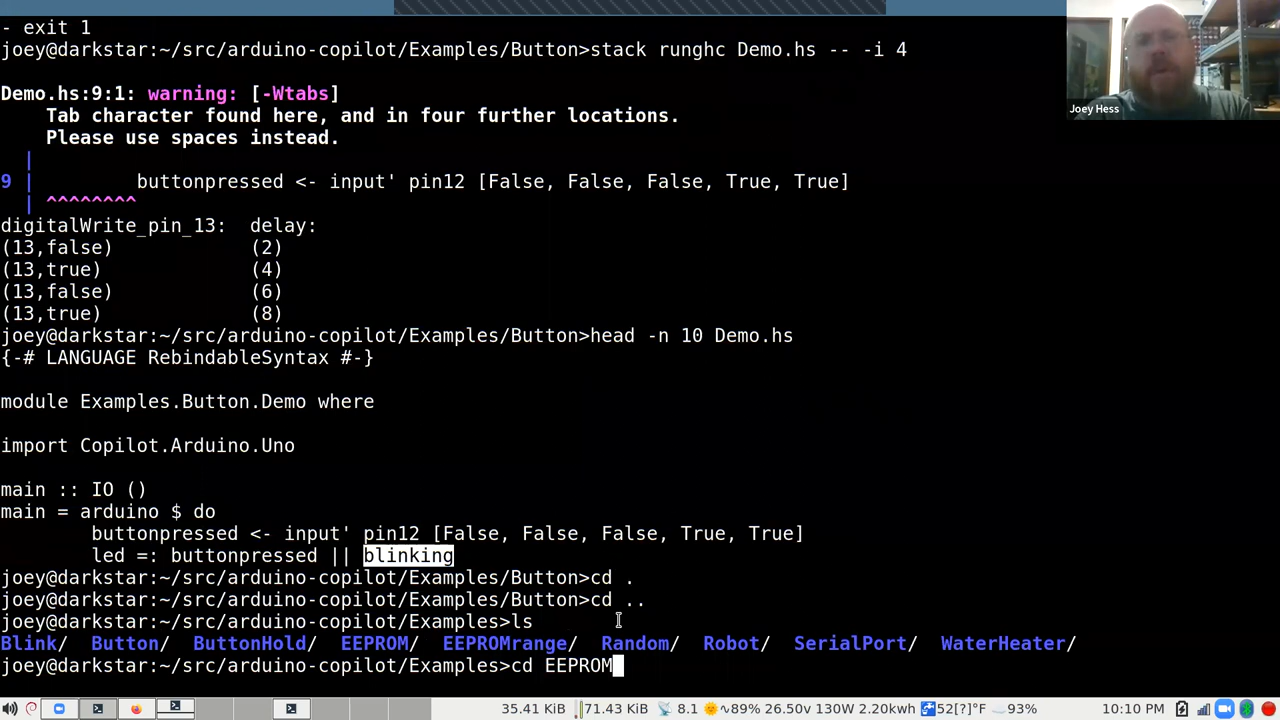 - exit 1
joey@darkstar:~/src/arduino-copilot/Examples/Button>stack runghc Demo.hs -- -i 4
Joey Hess
Demo.hs:9:1: warning: [-Wtabs]
Tab character found here, and in four further locations.
Please use spaces instead.
|
9 | buttonpressed <- input' pin12 [False, False, False, True, True]
| ^^^^^^^^
digitalWrite_pin_13: delay:
(13,false) (2)
(13,true) (4)
(13,false) (6)
(13,true) (8)
joey@darkstar:~/src/arduino-copilot/Examples/Button>head -n 10 Demo.hs
{-# LANGUAGE RebindableSyntax #-}
module Examples.Button.Demo where
import Copilot.Arduino.Uno
main :: IO ()
main = arduino $ do
buttonpressed <- input' pin12 [False, False, False, True, True]
led =: buttonpressed || blinking
joey@darkstar:~/src/arduino-copilot/Examples/Button>cd .
joey@darkstar:~/src/arduino-copilot/Examples/Button>cd ..
joey@darkstar:~/src/arduino-copilot/Examples>ls
Blink/ Button/ ButtonHold/ EEPROM/ EEPROMrange/ Random/ Robot/ SerialPort/ WaterHeater/
joey@darkstar:~/src/arduino-copilot/Examples>cd EEPROM
35.41 KiB 71.43 KiB 8.1 ∿89% 26.50v 130W 2.20kwh 52[?]°F 93% 10:10 PM